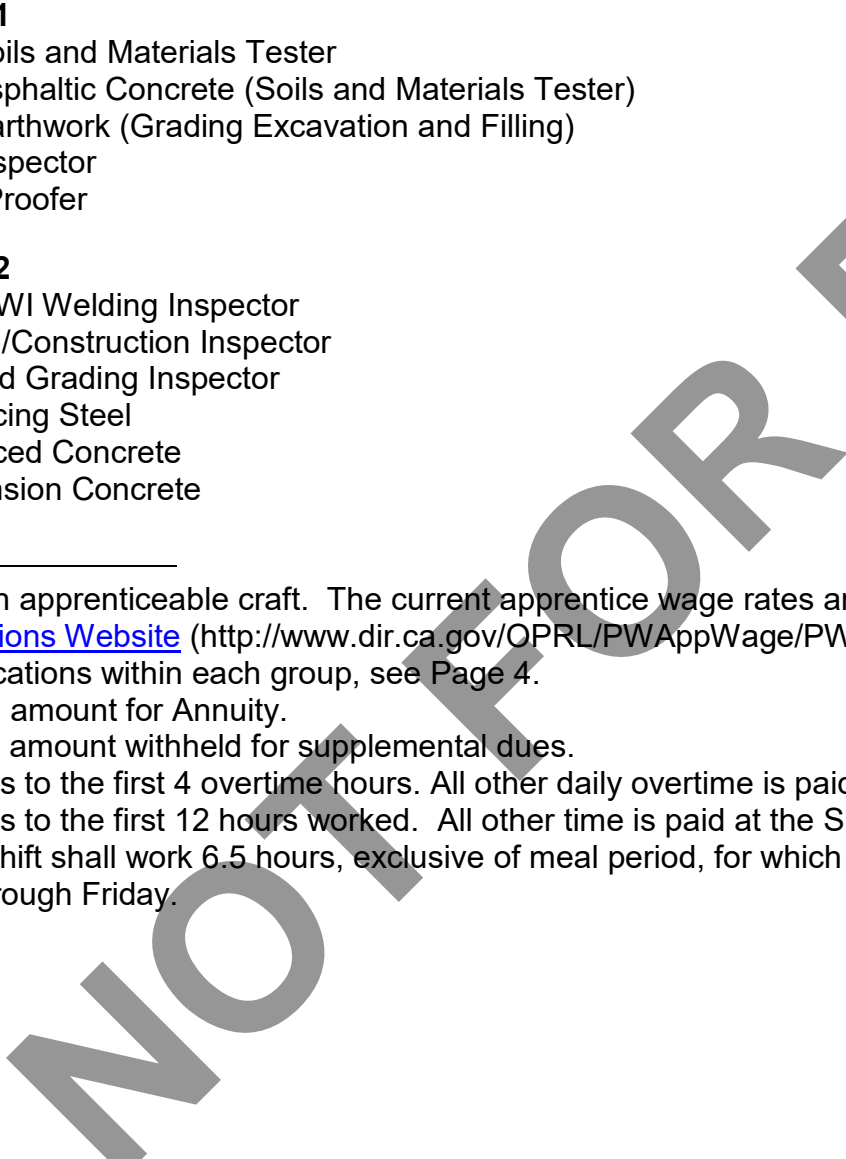 1
oils and Materials Tester
sphaltic Concrete (Soils and Materials Tester)
arthwork (Grading Excavation and Filling)
spector
Proofer
2
WI Welding Inspector
/Construction Inspector
d Grading Inspector
cing Steel
ced Concrete
nsion Concrete
n apprenticeable craft.  The current apprentice wage rates ar
ions Website (http://www.dir.ca.gov/OPRL/PWAppWage/PW
cations within each group, see Page 4.
amount for Annuity.
amount withheld for supplemental dues.
s to the first 4 overtime hours. All other daily overtime is paid
s to the first 12 hours worked.  All other time is paid at the S
hift shall work 6.5 hours, exclusive of meal period, for which
rough Friday.
NOT FOR